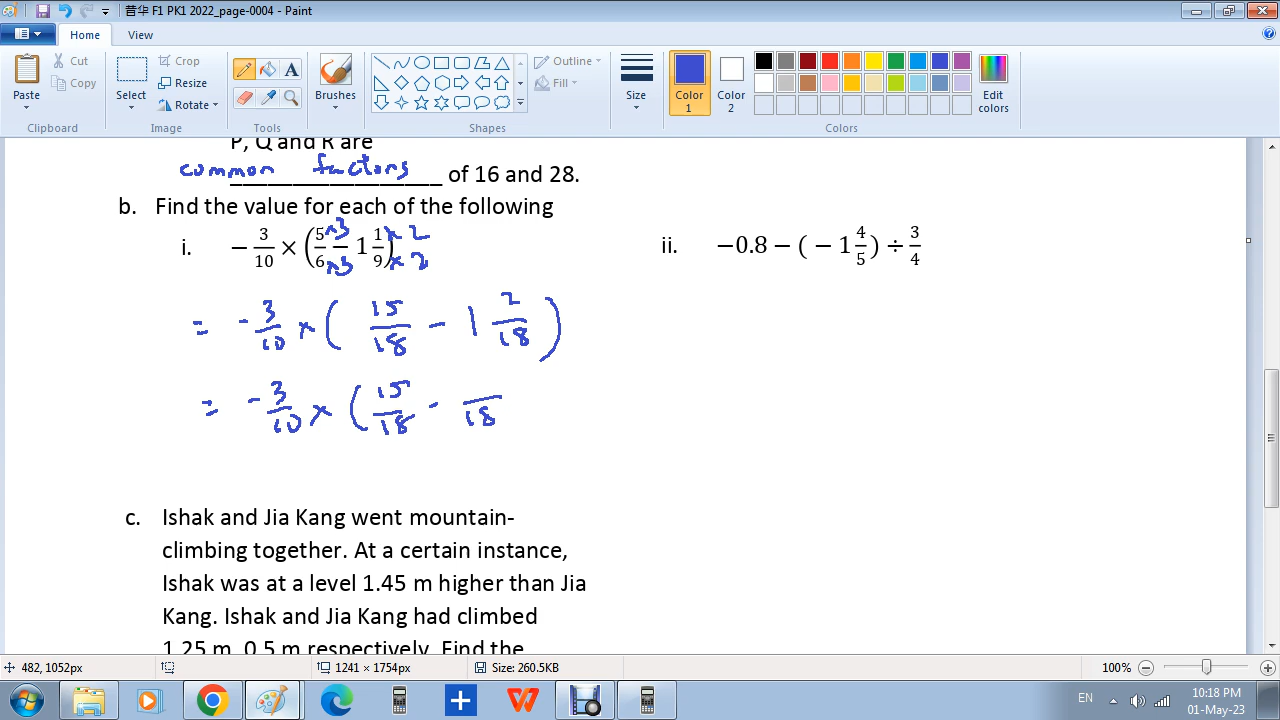 普华 F1 PK1 2022_page-0004 - Paint
Home View
Paste Cut Copy Select Crop Resize Rotate Brushes Outline Fill Size Color 1 Color 2 Edit colors
Clipboard Image Tools Shapes Colors
P, Q and R are
common factors of 16 and 28.
b. Find the value for each of the following
i. −3/10 × (5/6 − 1 1/9) ×3 ×3 ×2 ×2
ii. −0.8 − ( − 1 4/5 ) ÷ 3/4
= -3/10 × ( 15/18 - 1 2/18 )
= -3/10 × ( 15/18 - /18
c. Ishak and Jia Kang went mountain-
climbing together. At a certain instance,
Ishak was at a level 1.45 m higher than Jia
Kang. Ishak and Jia Kang had climbed
1.25 m, 0.5 m respectively. Find the
482, 1052px 1241 × 1754px Size: 260.5KB 100%
EN 10:18 PM
01-May-23